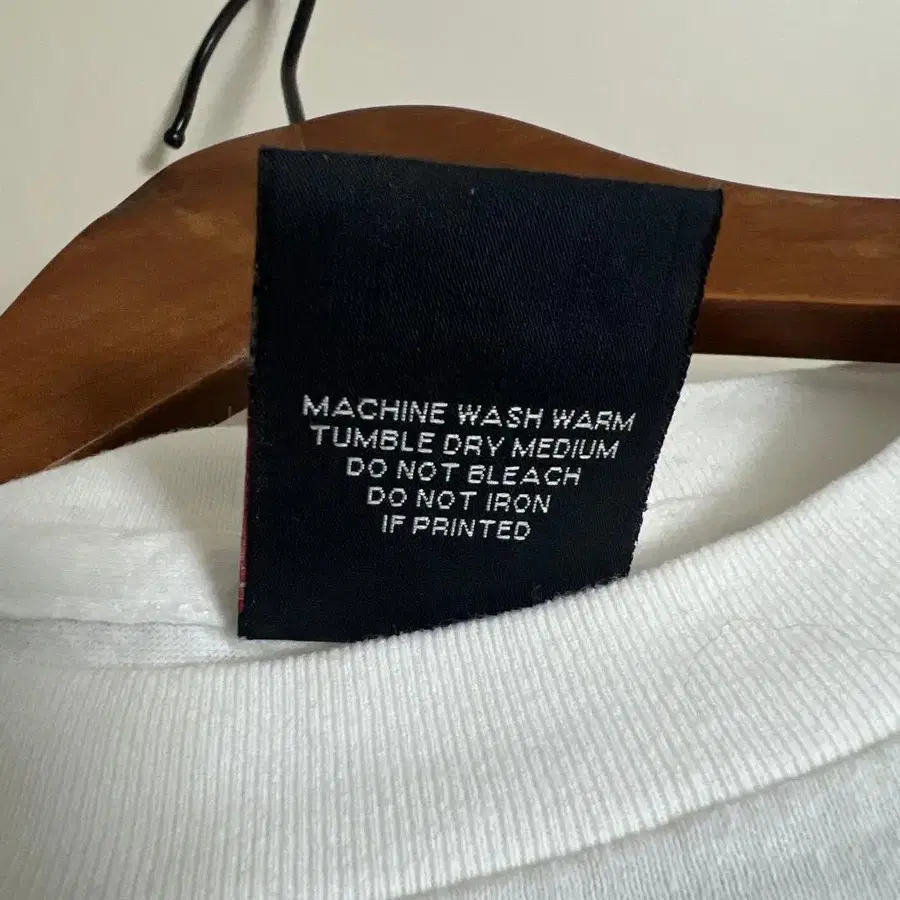 MACHINE WASH WARM
TUMBLE DRY MEDIUM
DO NOT BLEACH
DO NOT IRON
IF PRINTED